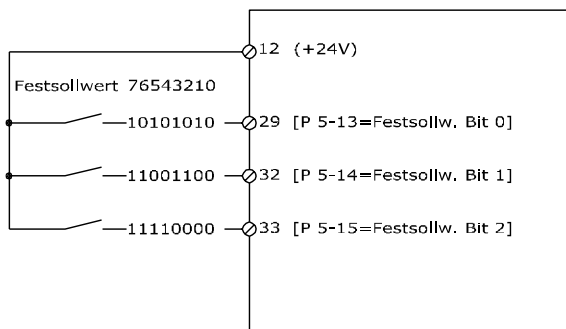 12 (+24V)
Festsollwert 76543210
10101010 29 [P 5-13=Festsollw. Bit 0]
11001100 32 [P 5-14=Festsollw. Bit 1]
11110000 33 [P 5-15=Festsollw. Bit 2]